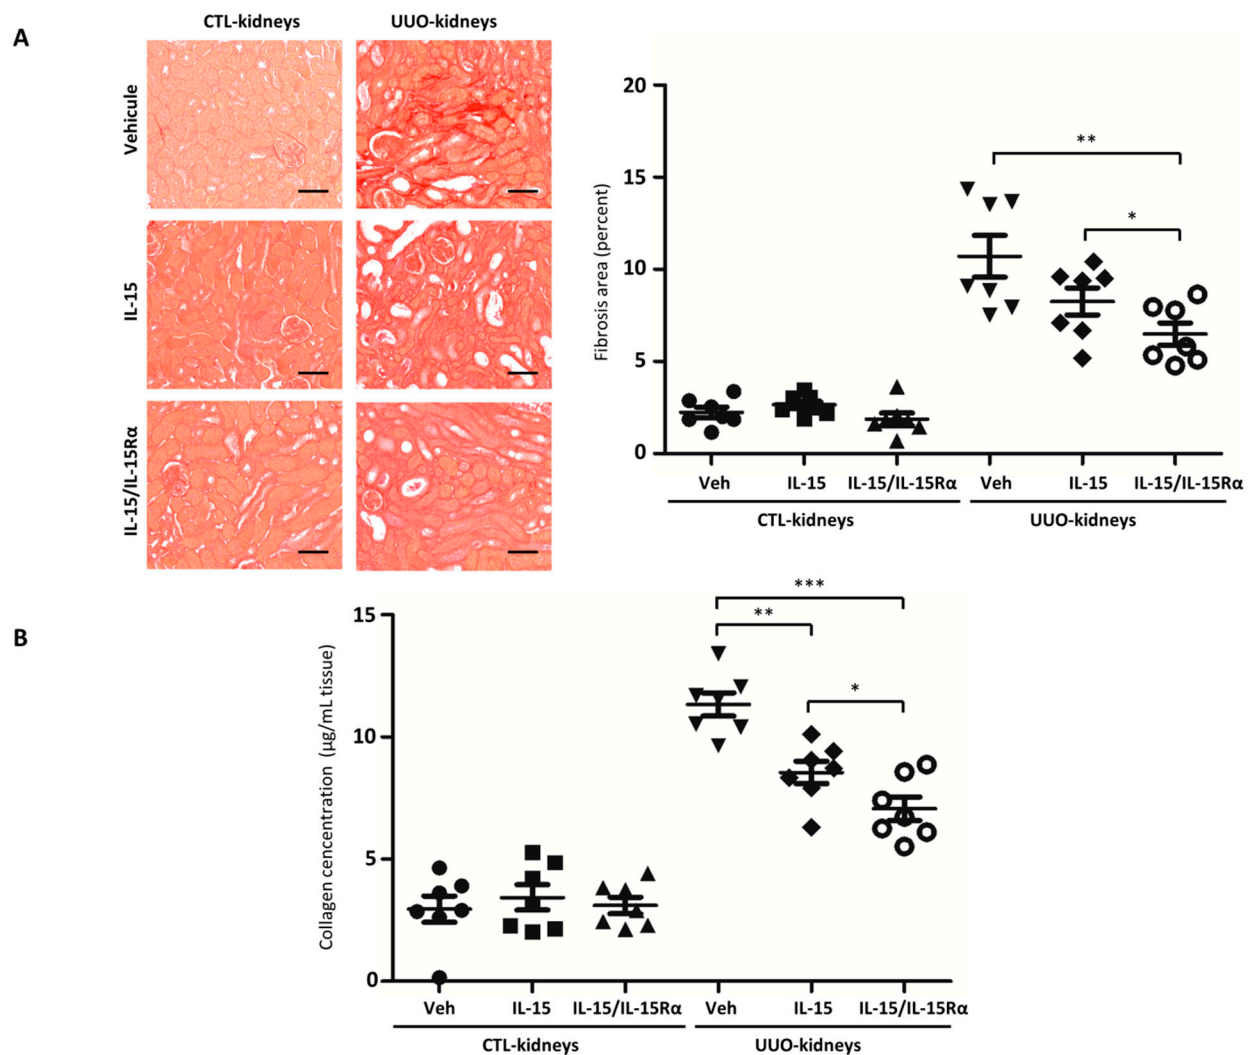 A
CTL-kidneys UUO-kidneys
Vehicule
IL-15
IL-15/IL-15Rα
Fibrosis area (percent)
20
15
10
5
0
**
*
Veh IL-15 IL-15/IL-15Rα Veh IL-15 IL-15/IL-15Rα
CTL-kidneys UUO-kidneys
B
Collagen cencentration (µg/mL tissue)
15
10
5
0
***
**
*
Veh IL-15 IL-15/IL-15Rα Veh IL-15 IL-15/IL-15Rα
CTL-kidneys UUO-kidneys